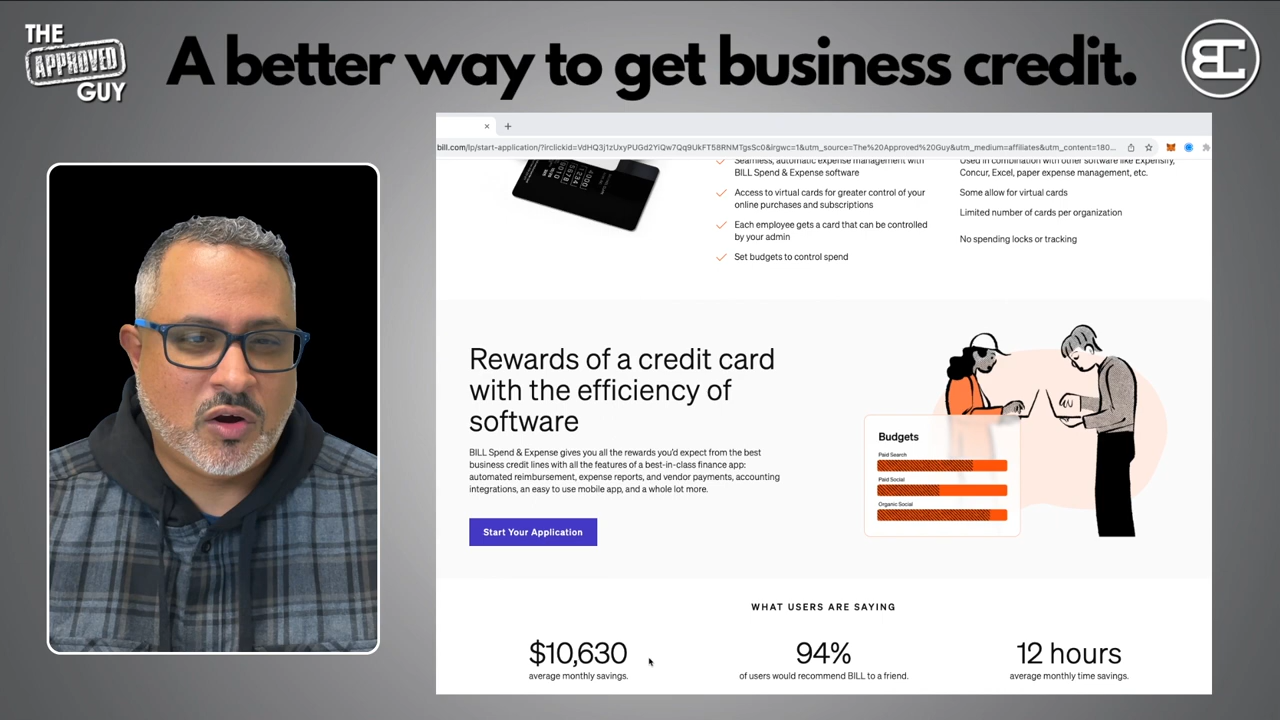 THE
APPROVED
GUY
A better way to get business credit.
BC
bill.com/lp/start-application/?irclickid=VdHQ3j1zUxyPUGd2YiQw7Qq9UkFT58RNMTgsSc0&irgwc=1&utm_source=The%20Approved%20Guy&utm_medium=affiliates&utm_content=180...
Seamless, automatic expense management with
BILL Spend & Expense software
Access to virtual cards for greater control of your
online purchases and subscriptions
Each employee gets a card that can be controlled
by your admin
Set budgets to control spend
Used in combination with other software like Expensify,
Concur, Excel, paper expense management, etc.
Some allow for virtual cards
Limited number of cards per organization
No spending locks or tracking
Rewards of a credit card
with the efficiency of
software
BILL Spend & Expense gives you all the rewards you'd expect from the best
business credit lines with all the features of a best-in-class finance app:
automated reimbursement, expense reports, and vendor payments, accounting
integrations, an easy to use mobile app, and a whole lot more.
Start Your Application
Budgets
Paid Search
Paid Social
Organic Social
WHAT USERS ARE SAYING
$10,630
average monthly savings.
94%
of users would recommend BILL to a friend.
12 hours
average monthly time savings.